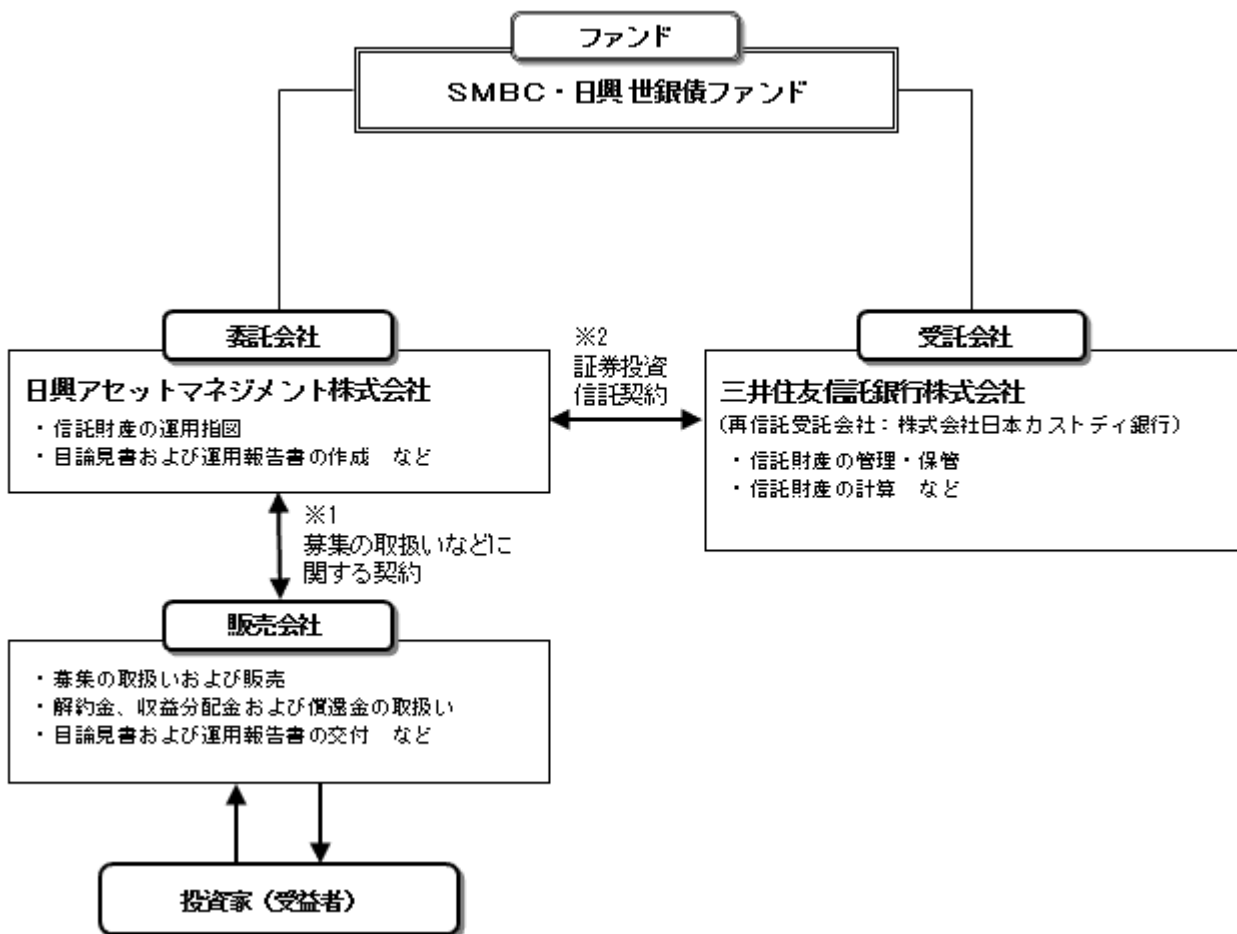 ファンド
SMBC・日興世銀債ファンド
委託会社
日興アセットマネジメント株式会社
・信託財産の運用指図
・目論見書および運用報告書の作成 など
※2
証券投資
信託契約
受託会社
三井住友信託銀行株式会社
(再信託受託会社:株式会社日本カストディ銀行)
・信託財産の管理・保管
・信託財産の計算 など
※1
募集の取扱いなどに
関する契約
販売会社
・募集の取扱いおよび販売
・解約金、収益分配金および償還金の取扱い
・目論見書および運用報告書の交付 など
投資家(受益者)